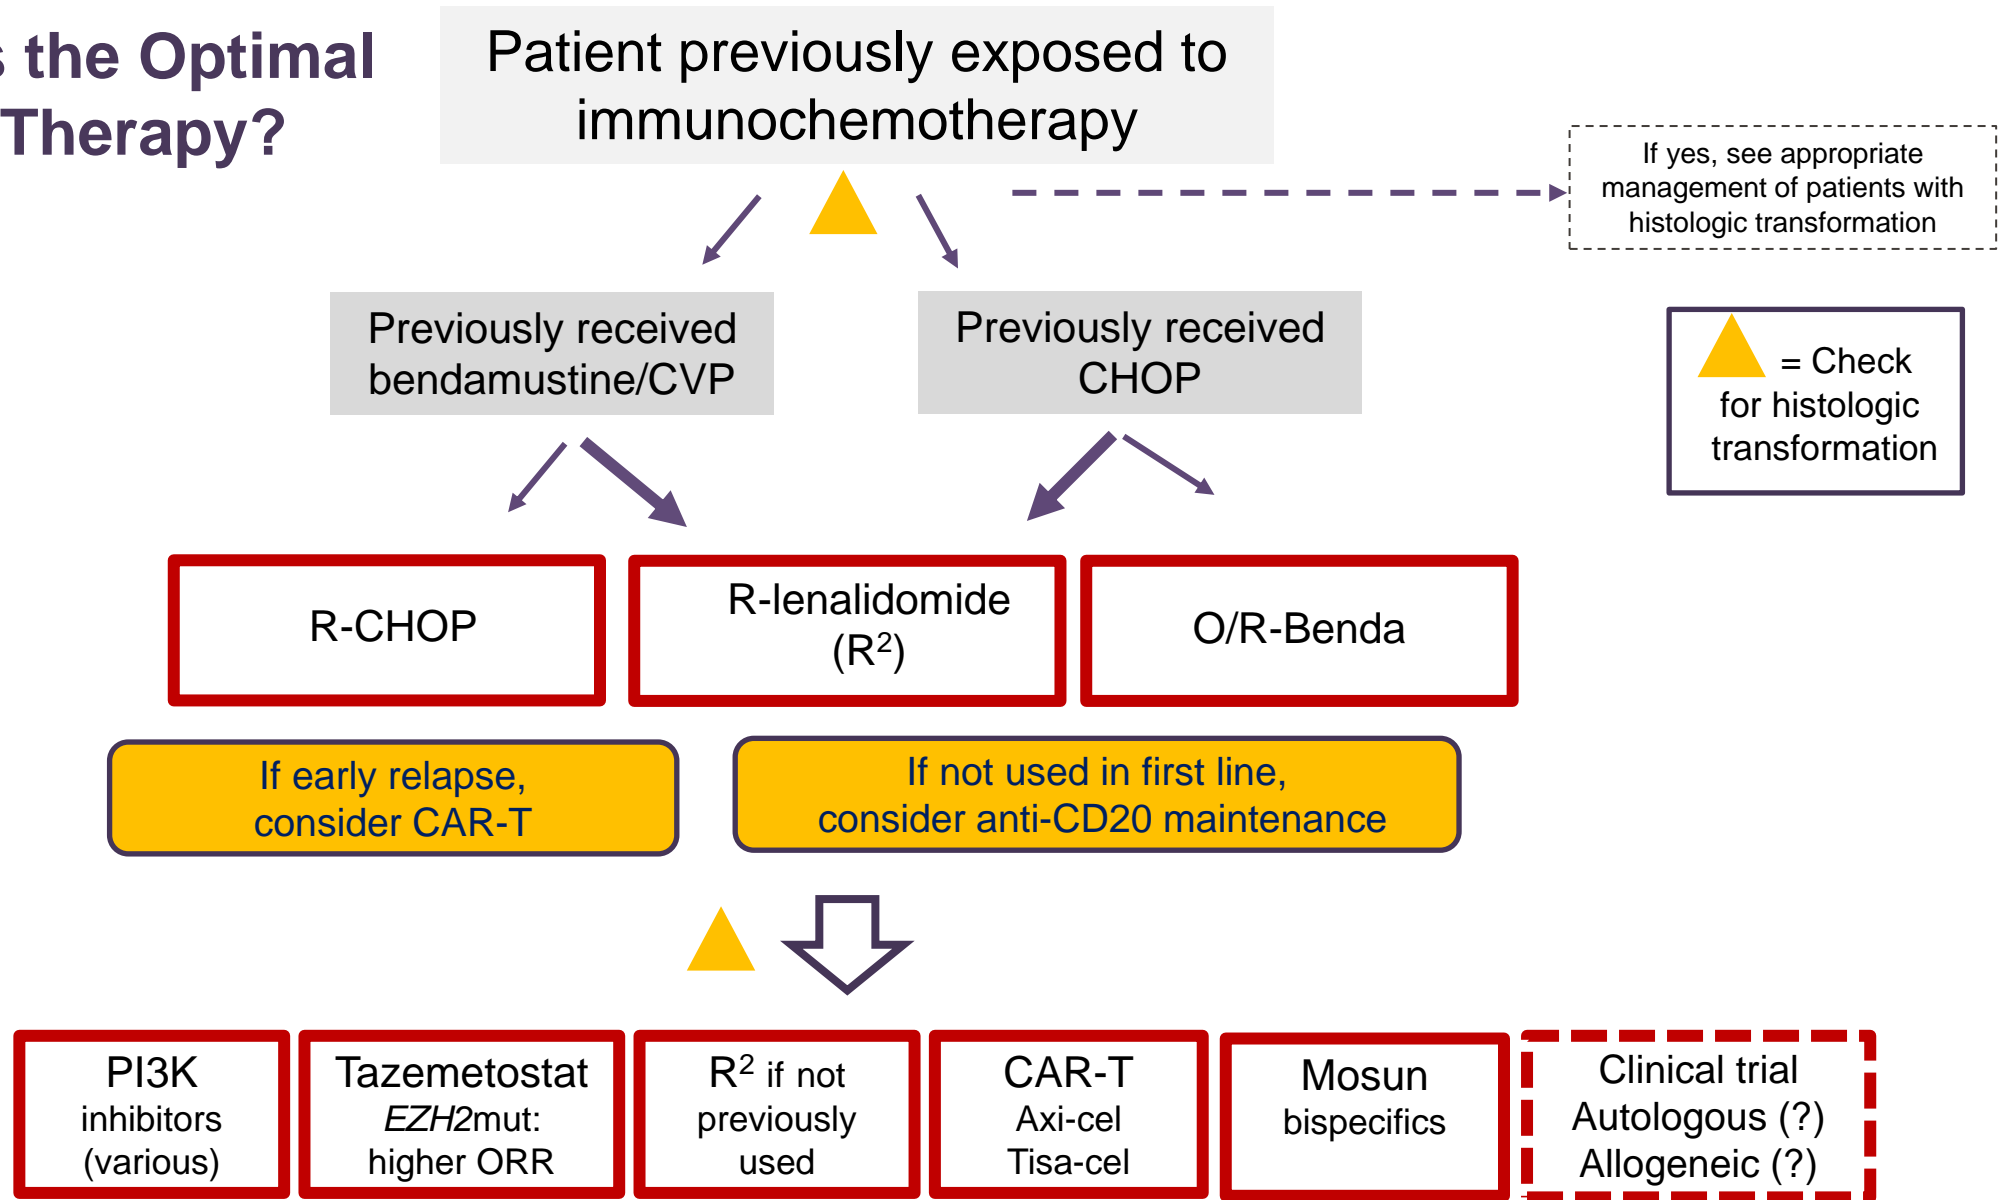 s the Optimal
Therapy?
Patient previously exposed to
immunochemotherapy
If yes, see appropriate
management of patients with
histologic transformation
= Check
for histologic
transformation
Previously received
bendamustine/CVP
Previously received
CHOP
R-CHOP
R-lenalidomide
(R²)
O/R-Benda
If early relapse,
consider CAR-T
If not used in first line,
consider anti-CD20 maintenance
PI3K
inhibitors
(various)
Tazemetostat
EZH2mut:
higher ORR
R² if not
previously
used
CAR-T
Axi-cel
Tisa-cel
Mosun
bispecifics
Clinical trial
Autologous (?)
Allogeneic (?)